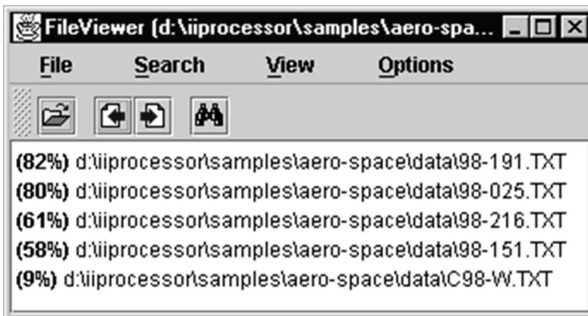 FileViewer (d:\iiprocessor\samples\aero-spa...
File Search View Options
(82%) d:\iiprocessor\samples\aero-space\data\98-191.TXT
(80%) d:\iiprocessor\samples\aero-space\data\98-025.TXT
(61%) d:\iiprocessor\samples\aero-space\data\98-216.TXT
(58%) d:\iiprocessor\samples\aero-space\data\98-151.TXT
(9%) d:\iiprocessor\samples\aero-space\data\C98-W.TXT